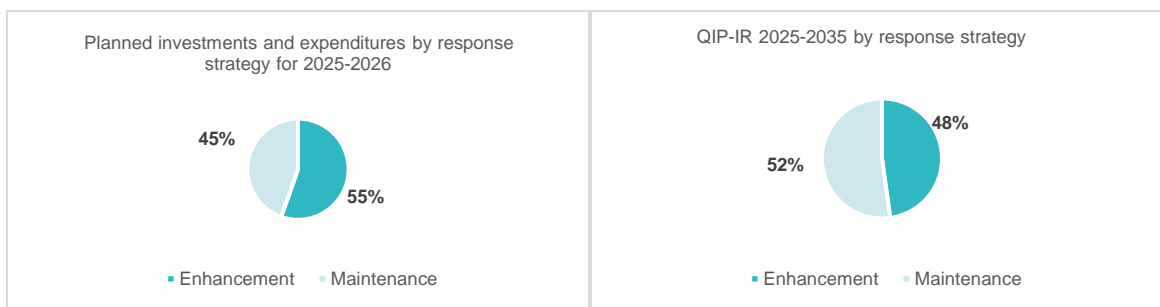 Planned investments and expenditures by response
strategy for 2025-2026
45%
55%
Enhancement Maintenance
QIP-IR 2025-2035 by response strategy
48%
52%
Enhancement Maintenance